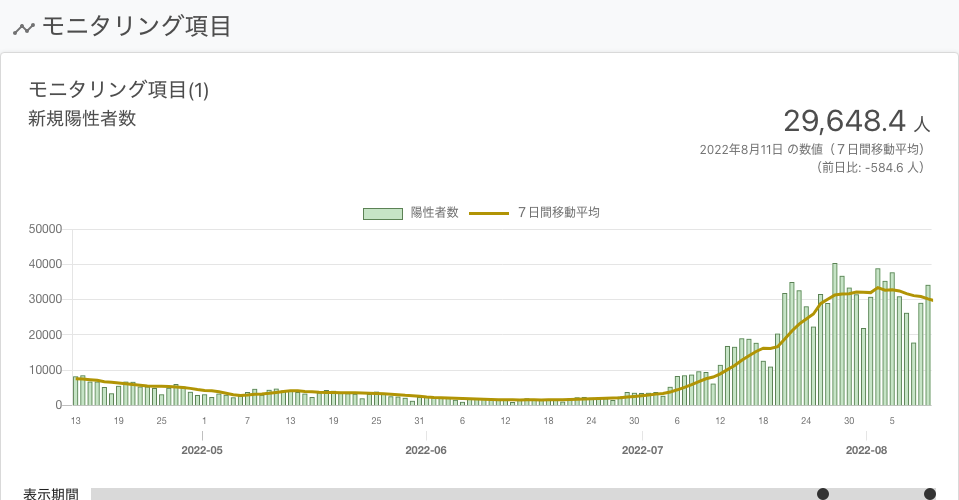 モニタリング項目
モニタリング項目(1)
新規陽性者数
29,648.4 人
2022年8月11日 の数値（７日間移動平均）
（前日比: -584.6 人）
陽性者数 ７日間移動平均
50000
40000
30000
20000
10000
0
13 19 25 1 7 13 19 25 31 6 12 18 24 30 6 12 18 24 30 5
2022-05 2022-06 2022-07 2022-08
表示期間